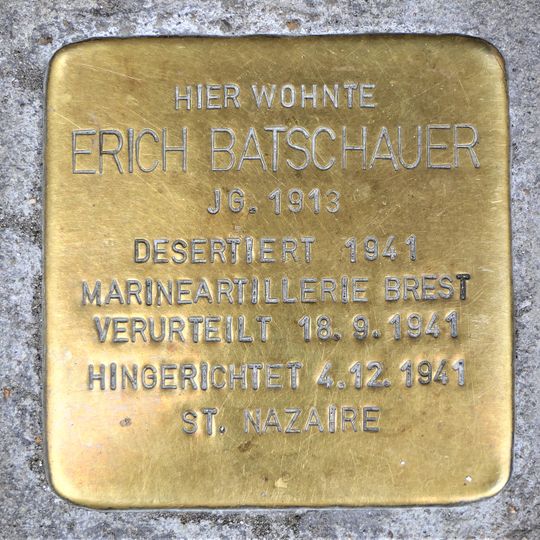 HIER WOHNTE
ERICH BATSCHAUER
JG. 1913
DESERTIERT 1941
MARINEARTILLERIE BREST
VERURTEILT 18.9.1941
HINGERICHTET 4.12.1941
ST. NAZAIRE